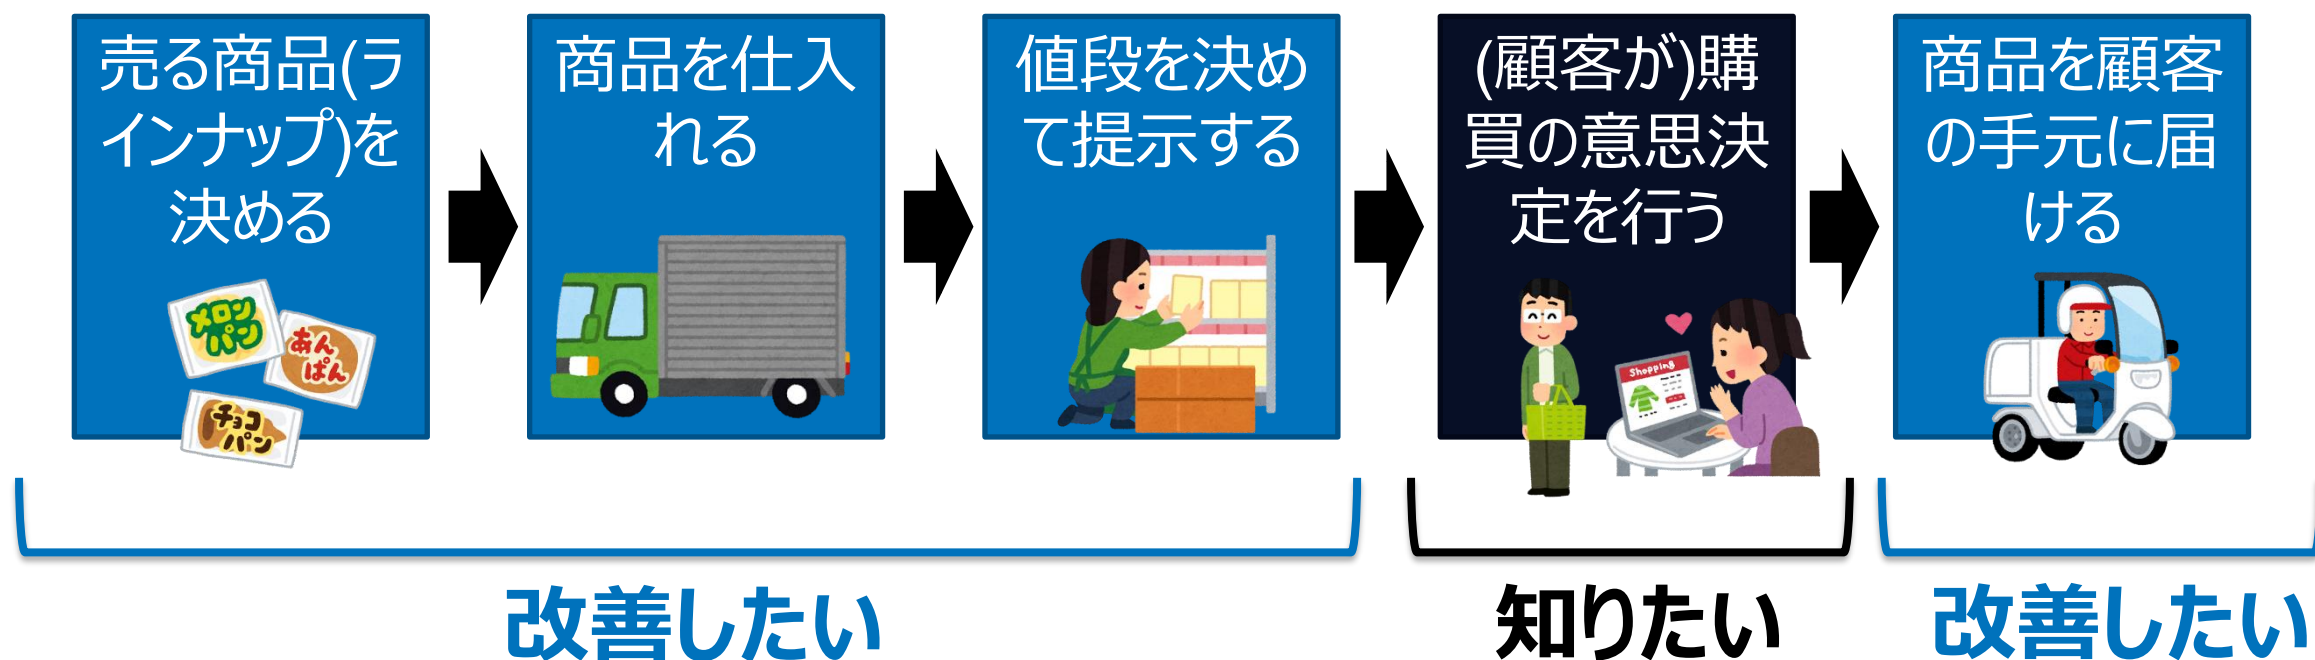 売る商品(ラ
インナップ)を
決める
商品を仕入
れる
値段を決め
て提示する
(顧客が)購
買の意思決
定を行う
商品を顧客
の手元に届
ける
メロン
パン
あん
ぱん
チョコ
パン
Shopping
改善したい
知りたい
改善したい